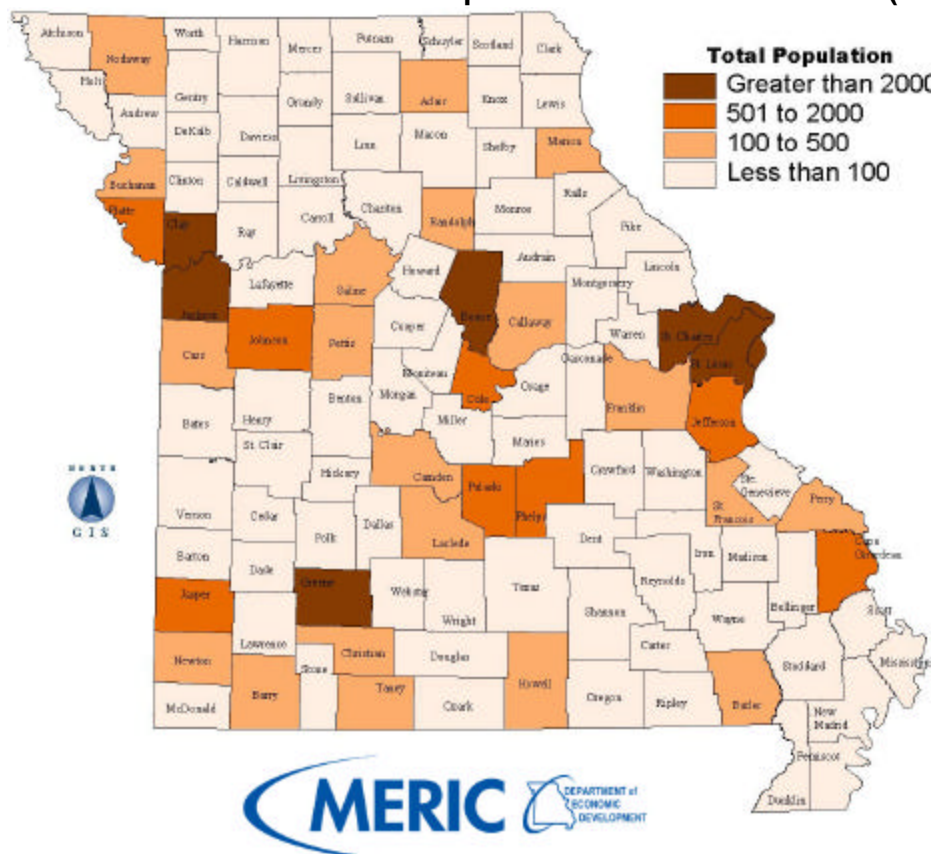 Total Population
Greater than 2000
501 to 2000
100 to 500
Less than 100
Atchison
Nodaway
Worth
Harrison
Mercer
Putnam
Schuyler
Scotland
Clark
Holt
Gentry
Grundy
Sullivan
Adair
Knox
Lewis
Andrew
DeKalb
Daviess
Linn
Macon
Shelby
Marion
Buchanan
Clinton
Caldwell
Livingston
Chariton
Randolph
Monroe
Ralls
Platte
Clay
Ray
Carroll
Pike
Howard
Audrain
Lincoln
Lafayette
Saline
Boone
Montgomery
Jackson
Johnson
Pettis
Cooper
Callaway
Warren
St. Charles
St. Louis
Cass
Moniteau
Cole
Osage
Gasconade
Franklin
Jefferson
Bates
Henry
Benton
Morgan
Miller
Maries
St. Clair
Hickory
Camden
Pulaski
Phelps
Crawford
Washington
Ste.
Genevieve
St.
Francois
Perry
NORTH
GIS
Vernon
Cedar
Polk
Dallas
Laclede
Dent
Iron
Madison
Cape
Girardeau
Barton
Dade
Greene
Webster
Wright
Texas
Reynolds
Bollinger
Jasper
Lawrence
Shannon
Wayne
Scott
Newton
Stone
Christian
Douglas
Carter
Stoddard
Mississippi
McDonald
Barry
Taney
Ozark
Howell
Oregon
Ripley
Butler
New
Madrid
Pemiscot
Dunklin
MERIC
DEPARTMENT of
ECONOMIC
DEVELOPMENT